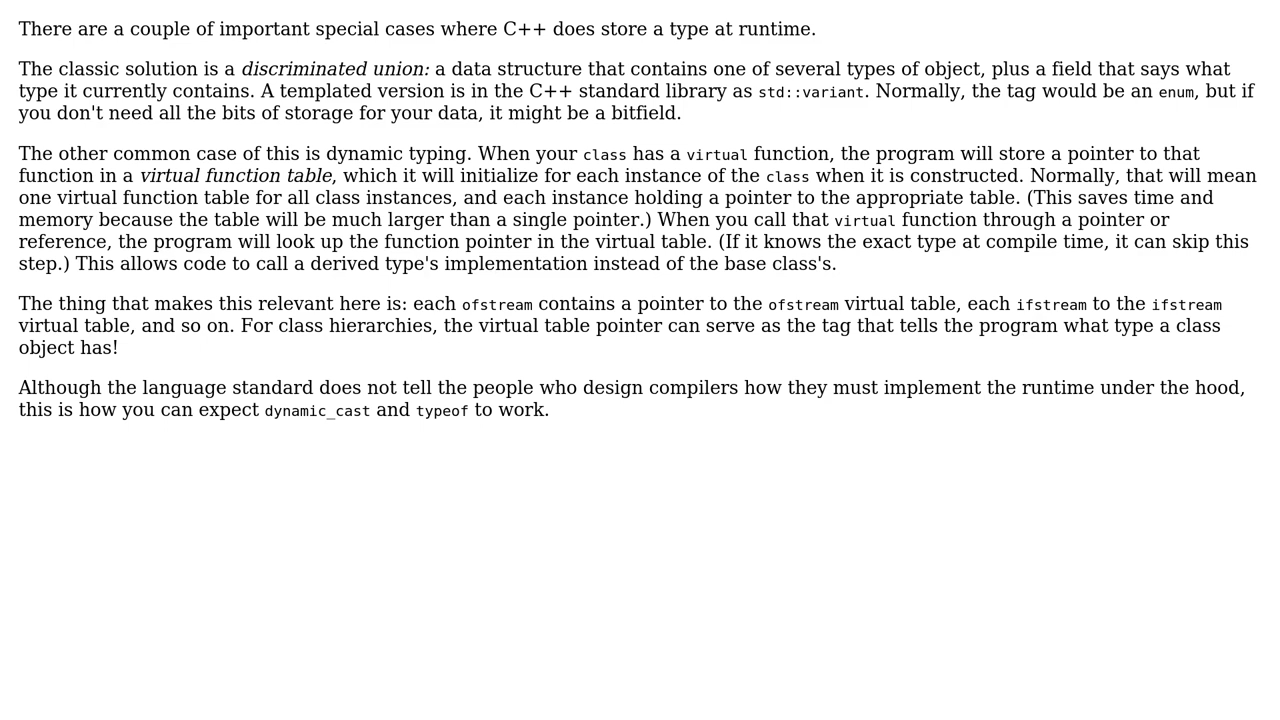 There are a couple of important special cases where C++ does store a type at runtime.
The classic solution is a discriminated union: a data structure that contains one of several types of object, plus a field that says what
type it currently contains. A templated version is in the C++ standard library as std::variant. Normally, the tag would be an enum, but if
you don't need all the bits of storage for your data, it might be a bitfield.
The other common case of this is dynamic typing. When your class has a virtual function, the program will store a pointer to that
function in a virtual function table, which it will initialize for each instance of the class when it is constructed. Normally, that will mean
one virtual function table for all class instances, and each instance holding a pointer to the appropriate table. (This saves time and
memory because the table will be much larger than a single pointer.) When you call that virtual function through a pointer or
reference, the program will look up the function pointer in the virtual table. (If it knows the exact type at compile time, it can skip this
step.) This allows code to call a derived type's implementation instead of the base class's.
The thing that makes this relevant here is: each ofstream contains a pointer to the ofstream virtual table, each ifstream to the ifstream
virtual table, and so on. For class hierarchies, the virtual table pointer can serve as the tag that tells the program what type a class
object has!
Although the language standard does not tell the people who design compilers how they must implement the runtime under the hood,
this is how you can expect dynamic_cast and typeof to work.